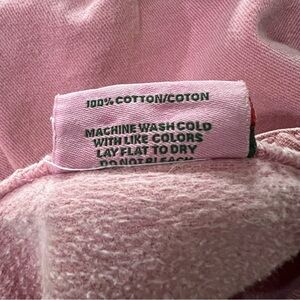 100% COTTON/COTON
MACHINE WASH COLD
WITH LIKE COLORS
LAY FLAT TO DRY
DO NOT BLEACH